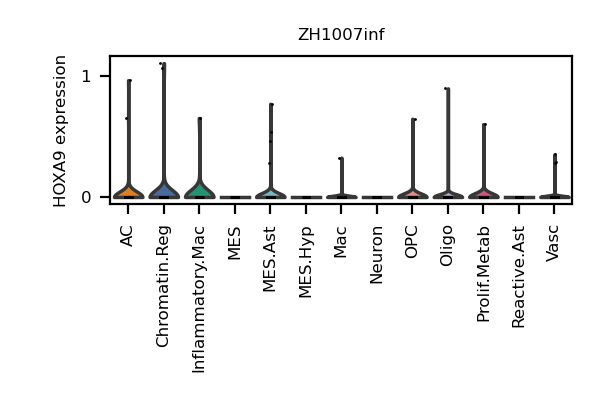 ZH1007inf
HOXA9 expression
1
0
AC
Chromatin.Reg
Inflammatory.Mac
MES
MES.Ast
MES.Hyp
Mac
Neuron
OPC
Oligo
Prolif.Metab
Reactive.Ast
Vasc